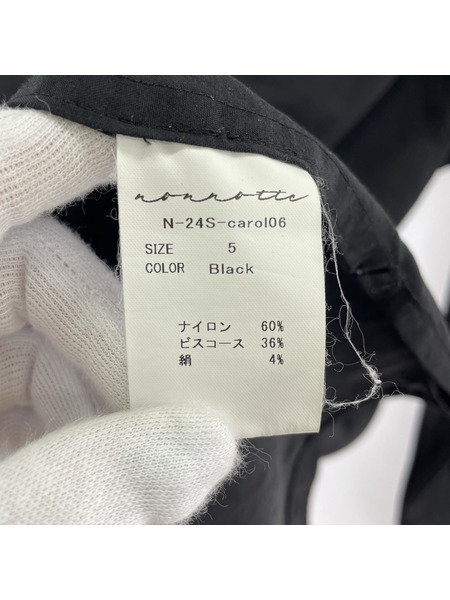 nonnotte
N-24S-carol06
SIZE 5
COLOR Black
ナイロン 60%
ビスコース 36%
絹 4%